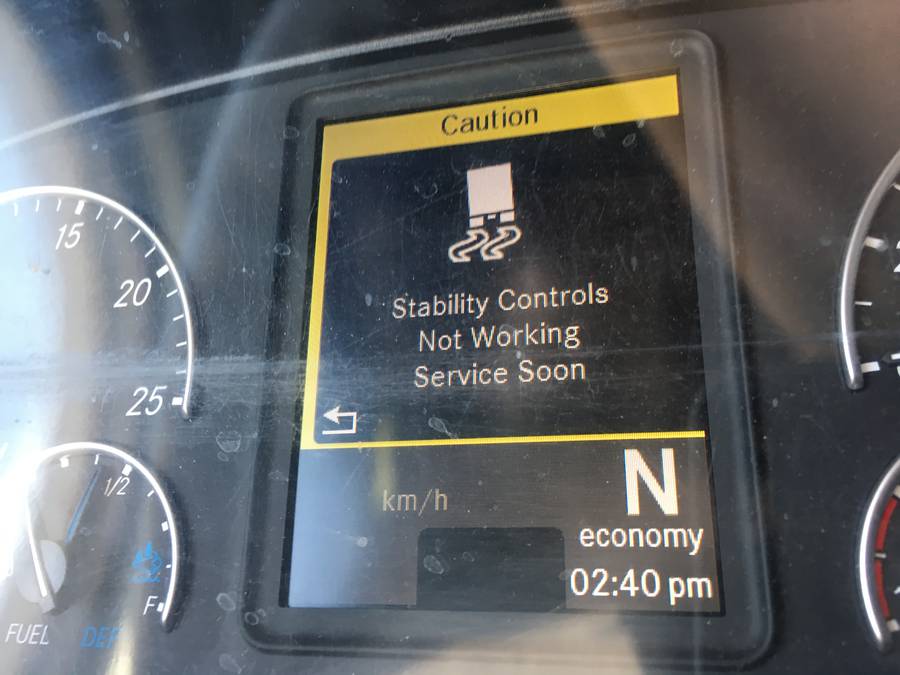 Caution
Stability Controls
Not Working
Service Soon
km/h
N
economy
02:40 pm
15
20
25
1/2
F
FUEL
DEF